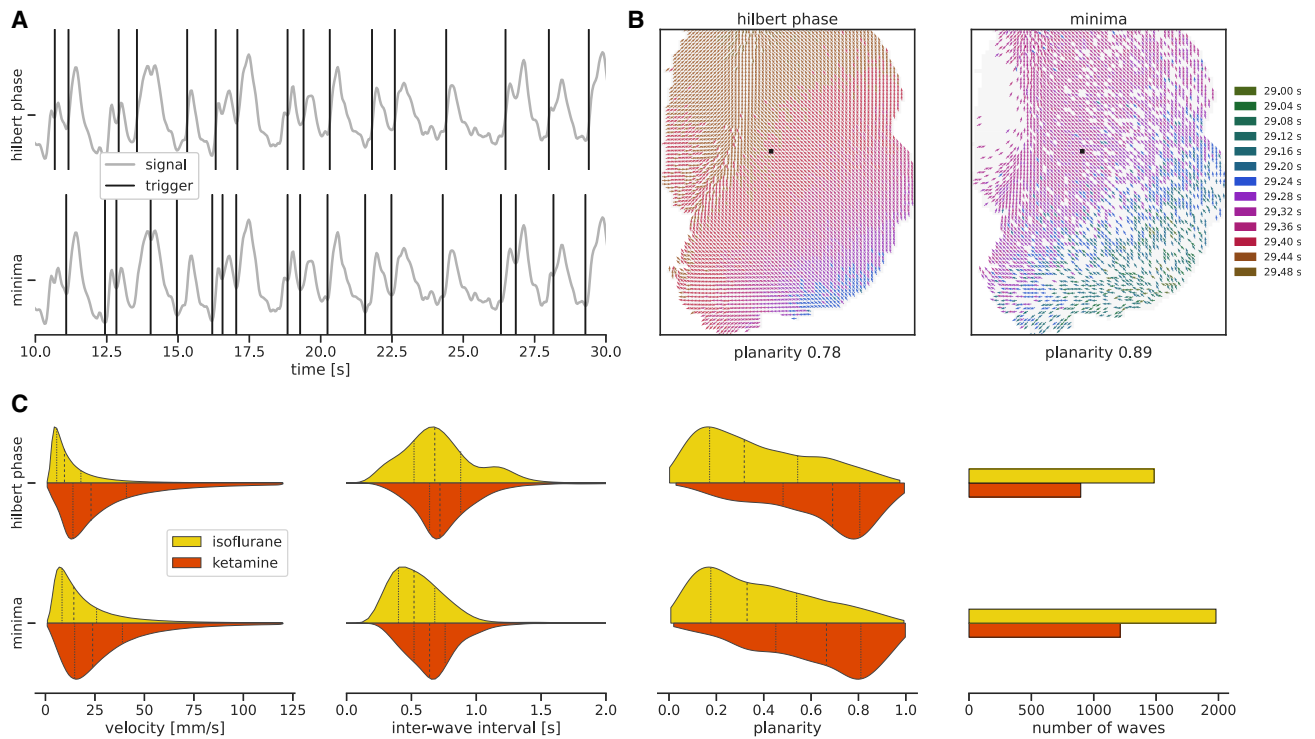 A
hilbert phase
signal
trigger
minima
10.0 12.5 15.0 17.5 20.0 22.5 25.0 27.5 30.0
time [s]
B
hilbert phase
minima
planarity 0.78
planarity 0.89
29.00 s
29.04 s
29.08 s
29.12 s
29.16 s
29.20 s
29.24 s
29.28 s
29.32 s
29.36 s
29.40 s
29.44 s
29.48 s
C
hilbert phase
isoflurane
ketamine
minima
0 25 50 75 100 125
velocity [mm/s]
0.0 0.5 1.0 1.5 2.0
inter-wave interval [s]
0.0 0.2 0.4 0.6 0.8 1.0
planarity
0 500 1000 1500 2000
number of waves